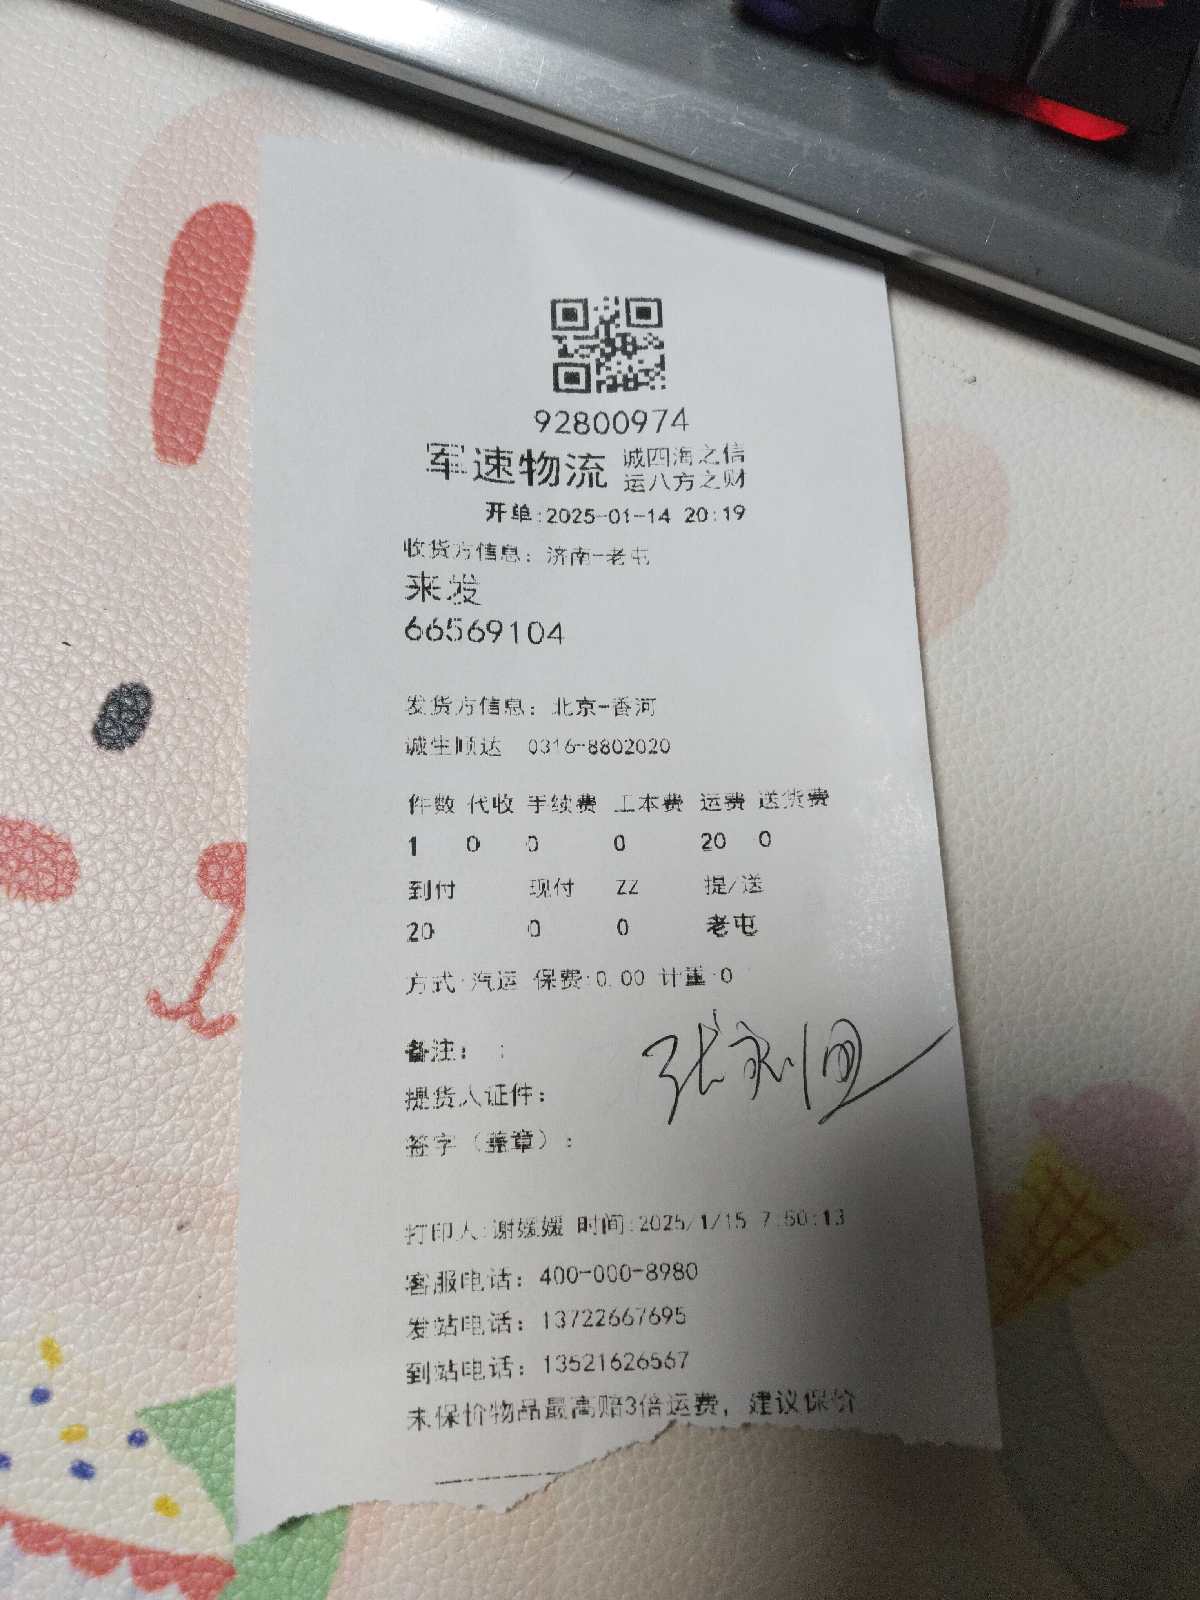 92800974
军速物流 诚四海之信
运八方之财
开单:2025-01-14 20:19
收货方信息: 济南-老屯
来发
66569104
发货方信息: 北京-香河
诚生顺达 0316-8802020
件数 代收 手续费 工本费 运费 送货费
1 0 0 0 20 0
到付 现付 ZZ 提/送
20 0 0 老屯
方式:汽运 保费:0.00 计重:0
备注: :
提货人证件:
签字（盖章）:
打印人:谢媛媛 时间:2025/1/15 7:50:13
客服电话: 400-000-8980
发站电话: 13722667695
到站电话: 13521626567
未保价物品最高赔3倍运费, 建议保价